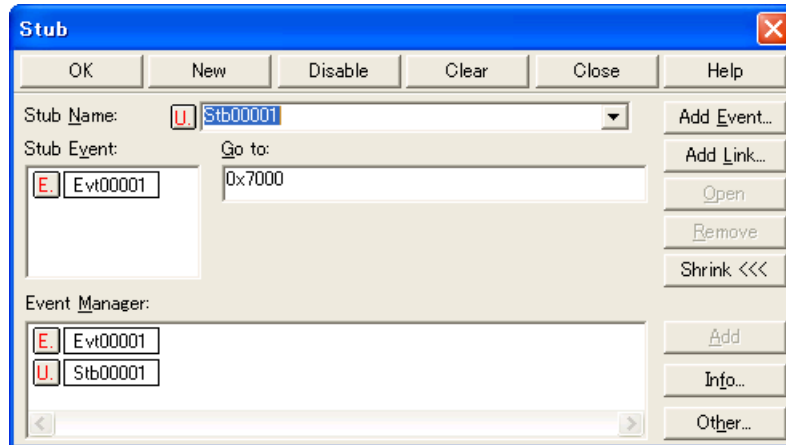 Stub
OK New Disable Clear Close Help
Stub Name: U. Stb00001 Add Event...
Stub Event: Go to: Add Link...
E. Evt00001 0x7000 Open
Remove
Shrink <<<
Event Manager:
E. Evt00001 Add
U. Stb00001 Info...
Other...